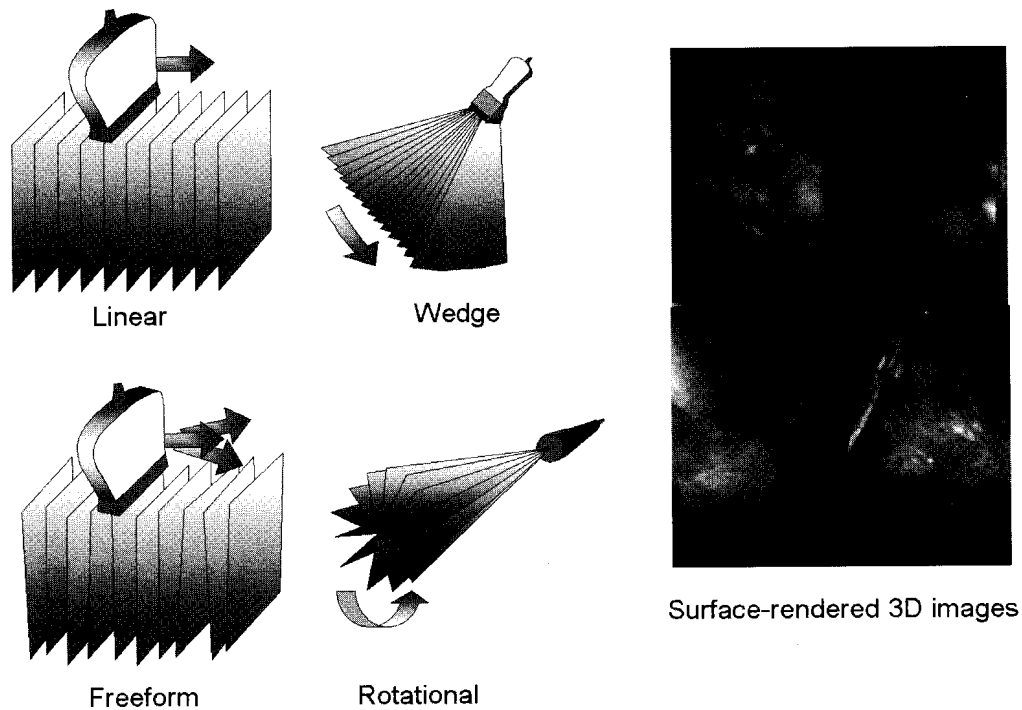 Linear
Wedge
Freeform
Rotational
Surface-rendered 3D images